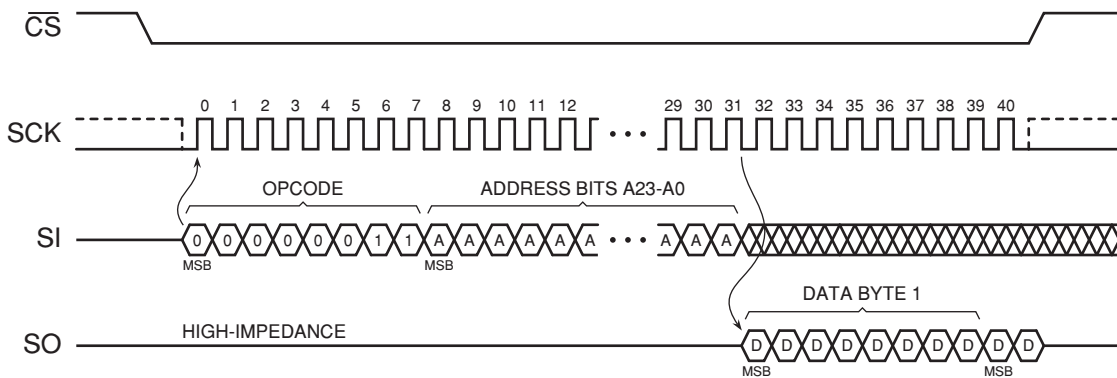 CS
0 1 2 3 4 5 6 7 8 9 10 11 12 29 30 31 32 33 34 35 36 37 38 39 40
SCK
OPCODE ADDRESS BITS A23-A0
SI 0 0 0 0 0 0 1 1 A A A A A A A A A
MSB MSB
DATA BYTE 1
HIGH-IMPEDANCE
SO D D D D D D D D D D
MSB MSB